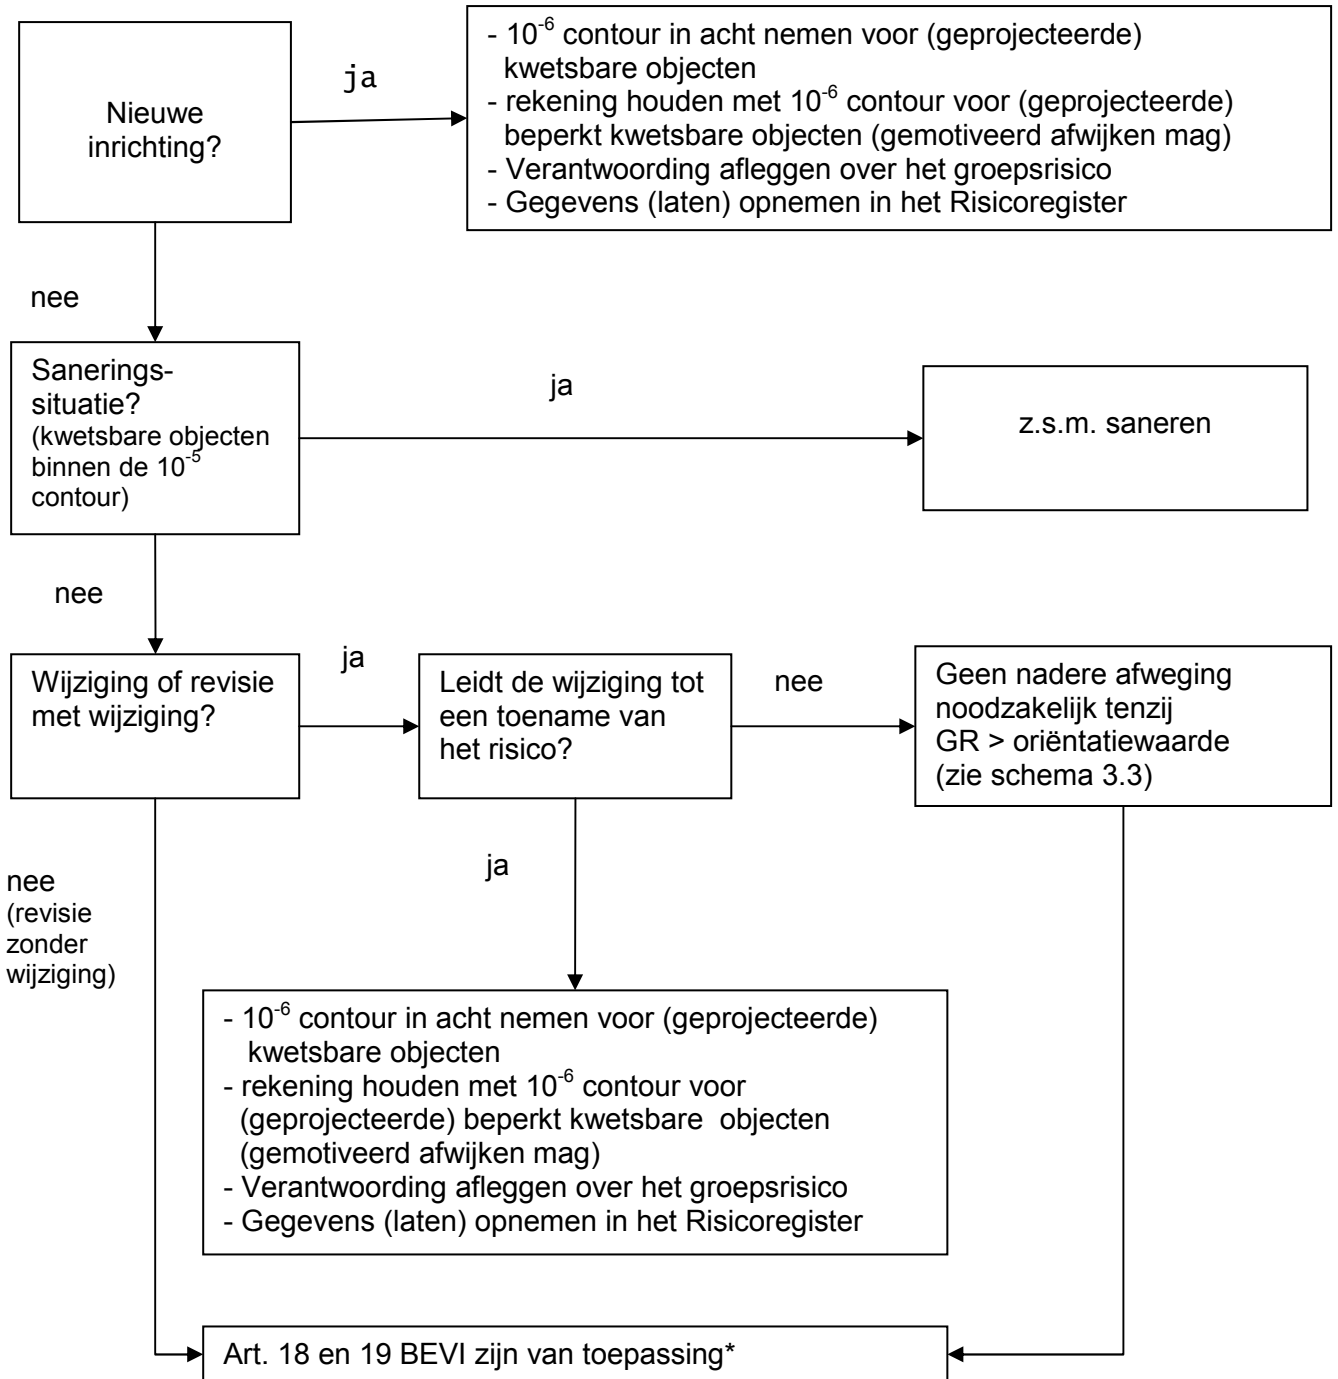 Nieuwe
inrichting?
ja
- 10⁻⁶ contour in acht nemen voor (geprojecteerde)
kwetsbare objecten
- rekening houden met 10⁻⁶ contour voor (geprojecteerde)
beperkt kwetsbare objecten (gemotiveerd afwijken mag)
- Verantwoording afleggen over het groepsrisico
- Gegevens (laten) opnemen in het Risicoregister
nee
Sanerings-
situatie?
(kwetsbare objecten
binnen de 10⁻⁵
contour)
ja
z.s.m. saneren
nee
Wijziging of revisie
met wijziging?
ja
Leidt de wijziging tot
een toename van
het risico?
nee
Geen nadere afweging
noodzakelijk tenzij
GR > oriëntatiewaarde
(zie schema 3.3)
ja
nee
(revisie
zonder
wijziging)
- 10⁻⁶ contour in acht nemen voor (geprojecteerde)
kwetsbare objecten
- rekening houden met 10⁻⁶ contour voor
(geprojecteerde) beperkt kwetsbare objecten
(gemotiveerd afwijken mag)
- Verantwoording afleggen over het groepsrisico
- Gegevens (laten) opnemen in het Risicoregister
Art. 18 en 19 BEVI zijn van toepassing*